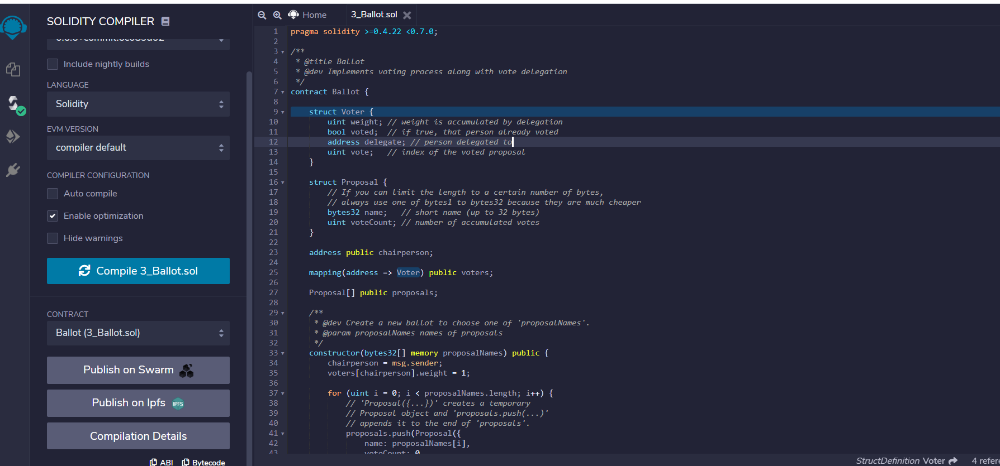 SOLIDITY COMPILER
Include nightly builds
LANGUAGE
Solidity
EVM VERSION
compiler default
COMPILER CONFIGURATION
Auto compile
Enable optimization
Hide warnings
Compile 3_Ballot.sol
CONTRACT
Ballot (3_Ballot.sol)
Publish on Swarm
Publish on Ipfs
IPFS
Compilation Details
ABI Bytecode
Home 3_Ballot.sol
1 pragma solidity >=0.4.22 <0.7.0;
2
3 /**
4 * @title Ballot
5 * @dev Implements voting process along with vote delegation
6 */
7 contract Ballot {
8
9 struct Voter {
10 uint weight; // weight is accumulated by delegation
11 bool voted; // if true, that person already voted
12 address delegate; // person delegated to
13 uint vote; // index of the voted proposal
14 }
15
16 struct Proposal {
17 // If you can limit the length to a certain number of bytes,
18 // always use one of bytes1 to bytes32 because they are much cheaper
19 bytes32 name; // short name (up to 32 bytes)
20 uint voteCount; // number of accumulated votes
21 }
22
23 address public chairperson;
24
25 mapping(address => Voter) public voters;
26
27 Proposal[] public proposals;
28
29 /**
30 * @dev Create a new ballot to choose one of 'proposalNames'.
31 * @param proposalNames names of proposals
32 */
33 constructor(bytes32[] memory proposalNames) public {
34 chairperson = msg.sender;
35 voters[chairperson].weight = 1;
36
37 for (uint i = 0; i < proposalNames.length; i++) {
38 // 'Proposal({...})' creates a temporary
39 // Proposal object and 'proposals.push(...)'
40 // appends it to the end of 'proposals'.
41 proposals.push(Proposal({
42 name: proposalNames[i],
43 voteCount: 0
StructDefinition Voter 4 refere